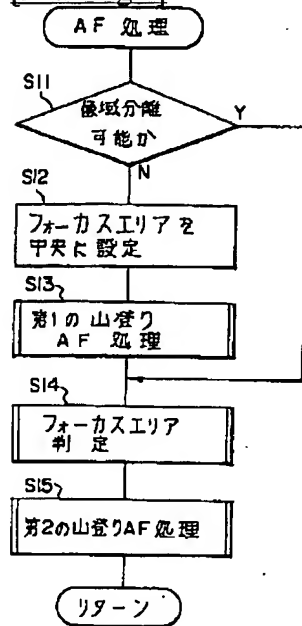 AF 処理
S11
像域分離
可能か
Y
N
S12
フォーカスエリアを
中央に設定
S13
第1の山登り
AF 処理
S14
フォーカスエリア
判定
S15
第2の山登りAF処理
リターン